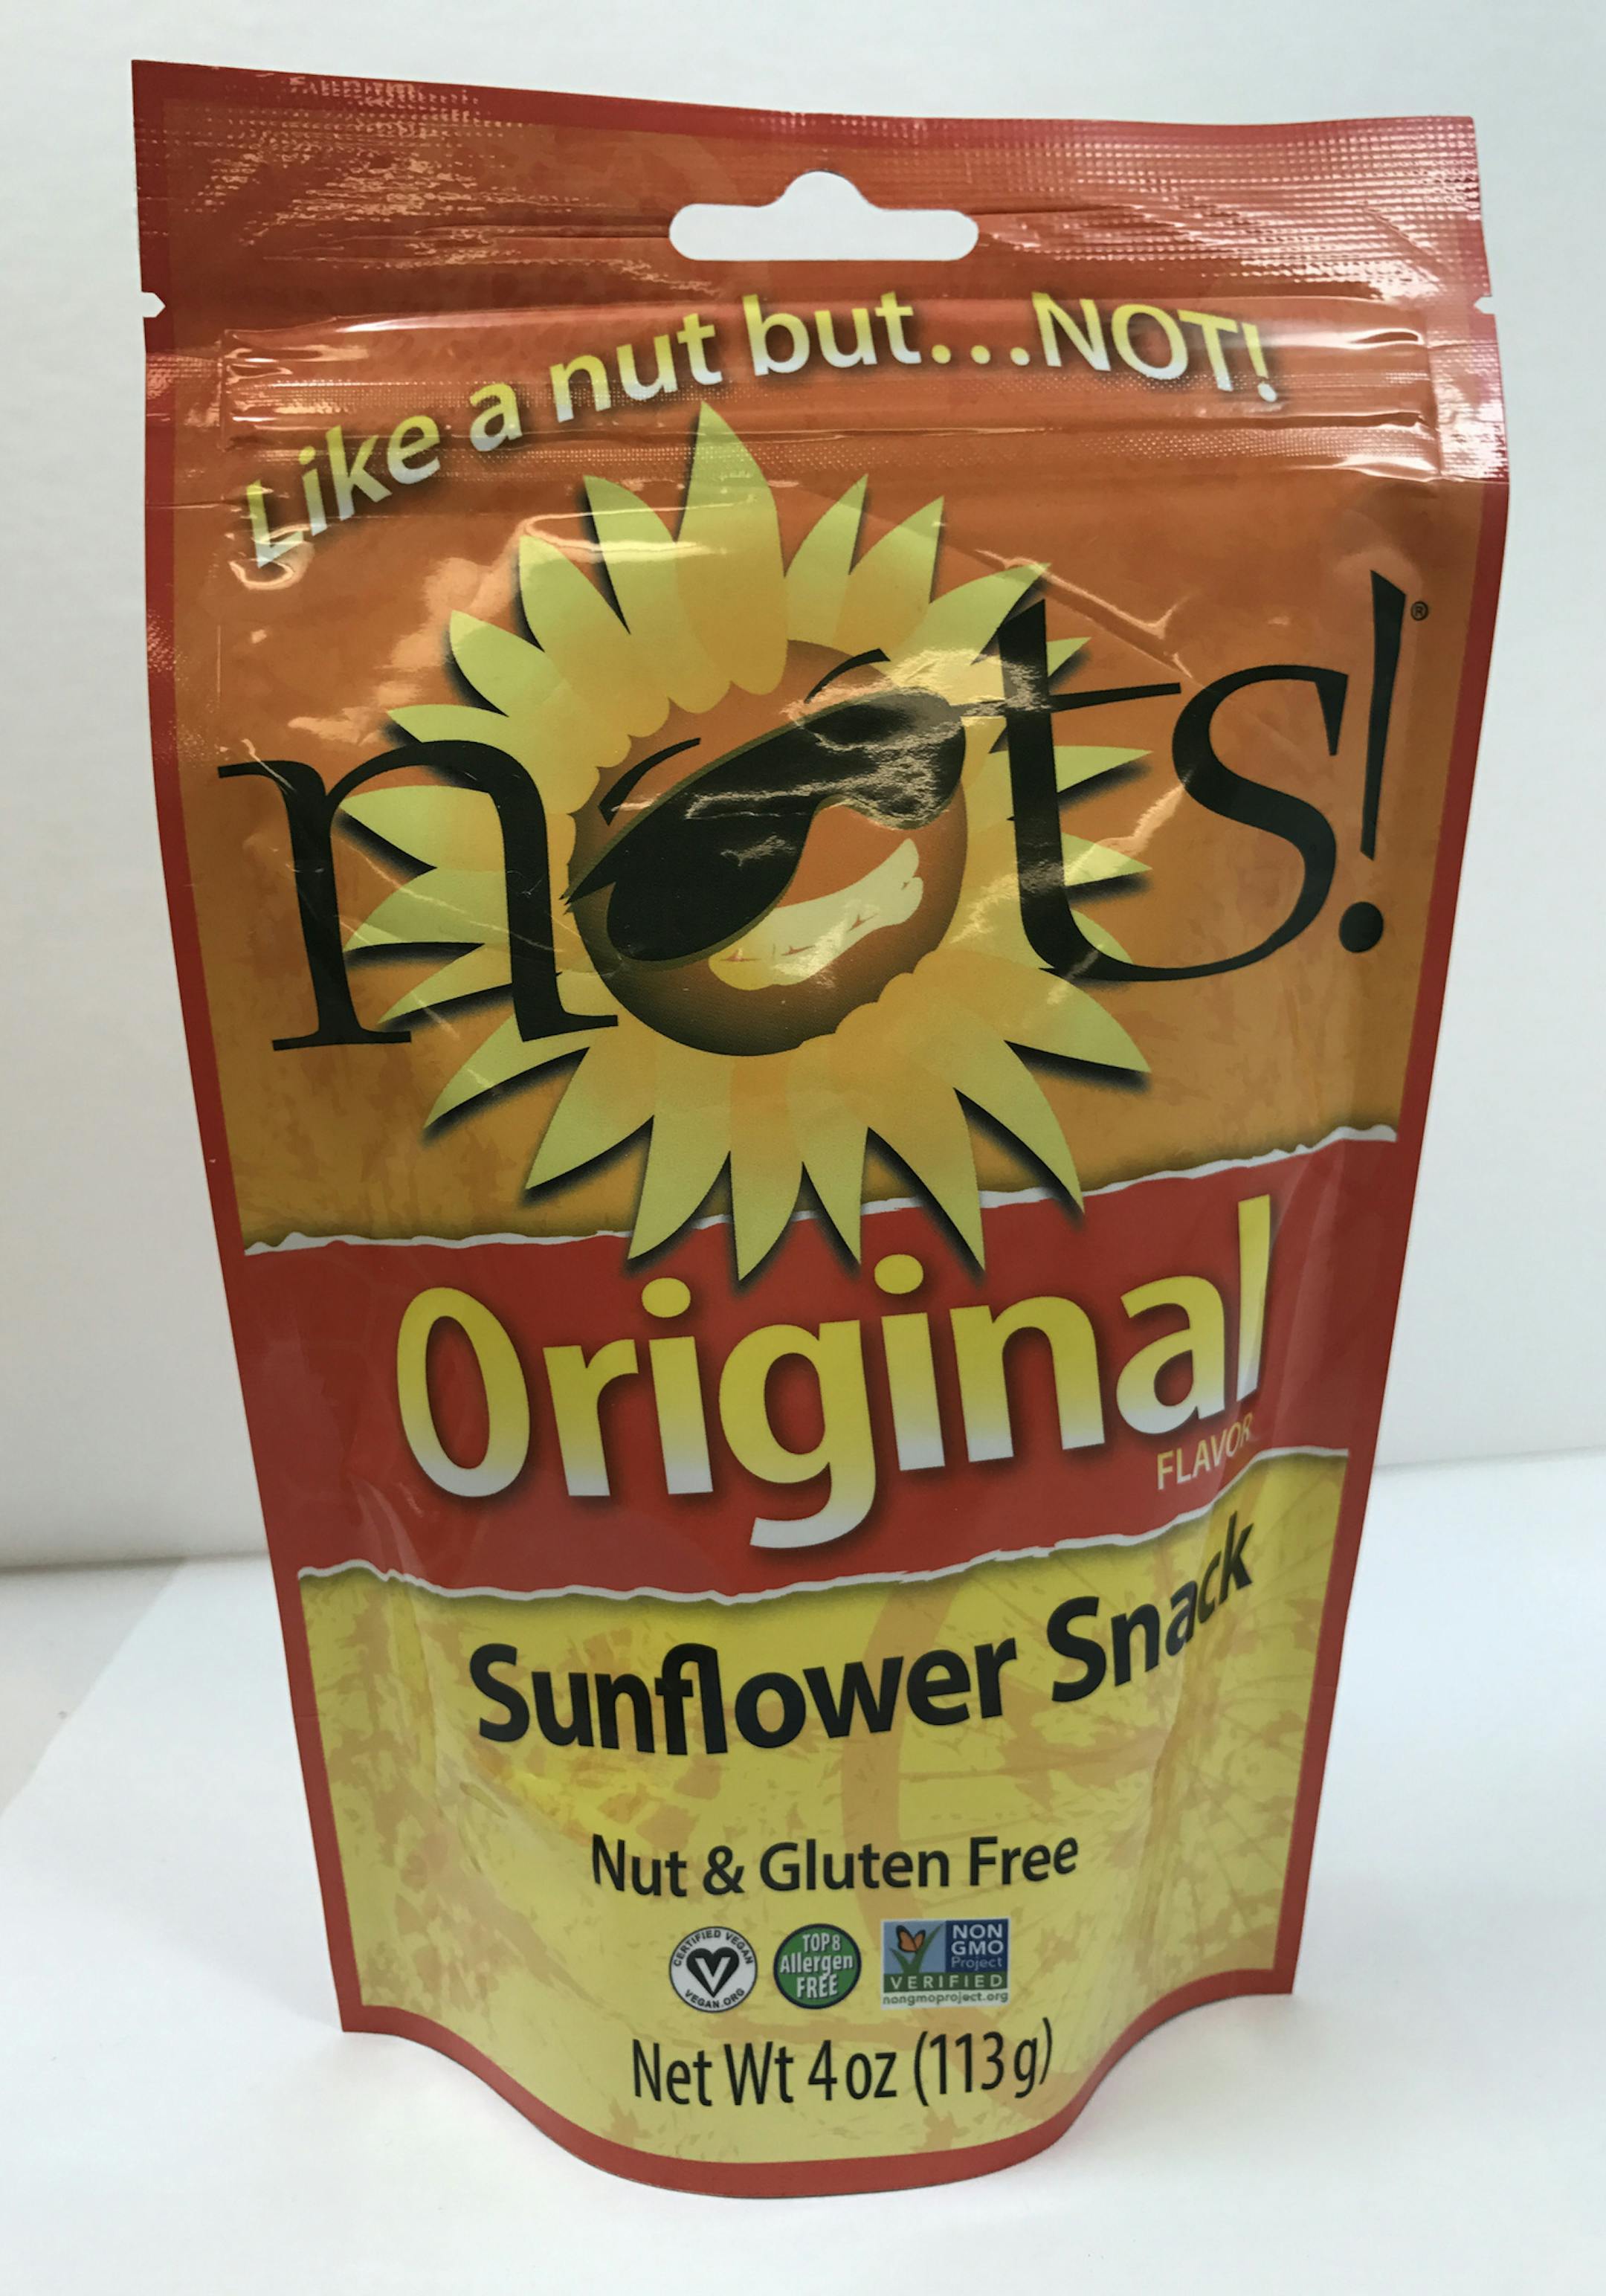 Like a nut but...NOT!
nots!®
Original
FLAVOR
Sunflower Snack
Nut & Gluten Free
CERTIFIED VEGAN
V
VEGAN.ORG
TOP 8
Allergen
FREE
NON
GMO
Project
VERIFIED
nongmoproject.org
Net Wt 4 oz (113 g)